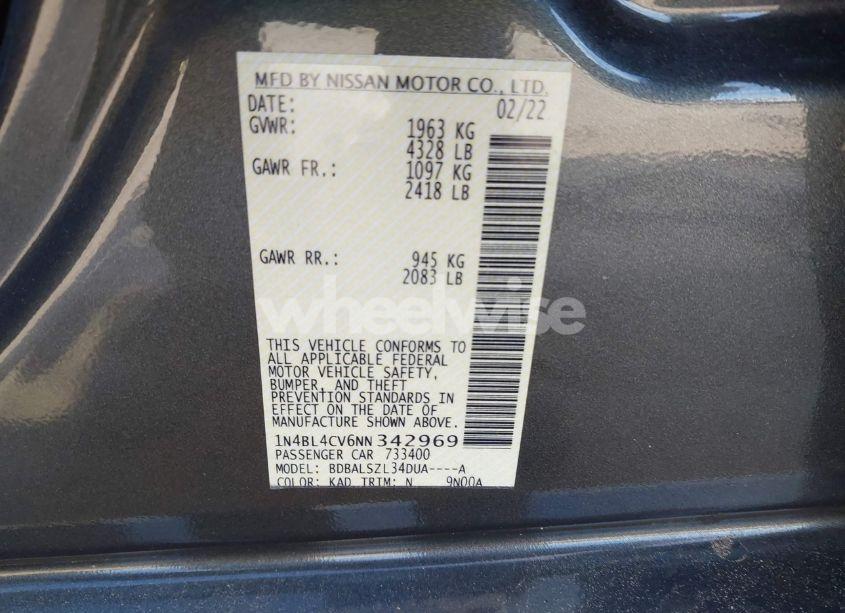 MFD BY NISSAN MOTOR CO., LTD.
DATE: 02/22
GVWR: 1963 KG
4328 LB
GAWR FR.: 1097 KG
2418 LB
GAWR RR.: 945 KG
2083 LB
wheelwise
THIS VEHICLE CONFORMS TO
ALL APPLICABLE FEDERAL
MOTOR VEHICLE SAFETY,
BUMPER, AND THEFT
PREVENTION STANDARDS IN
EFFECT ON THE DATE OF
MANUFACTURE SHOWN ABOVE.
1N4BL4CV6NN342969
PASSENGER CAR 733400
MODEL: BDBALSZL34DUA----A
COLOR: KAD TRIM: N 9N00A